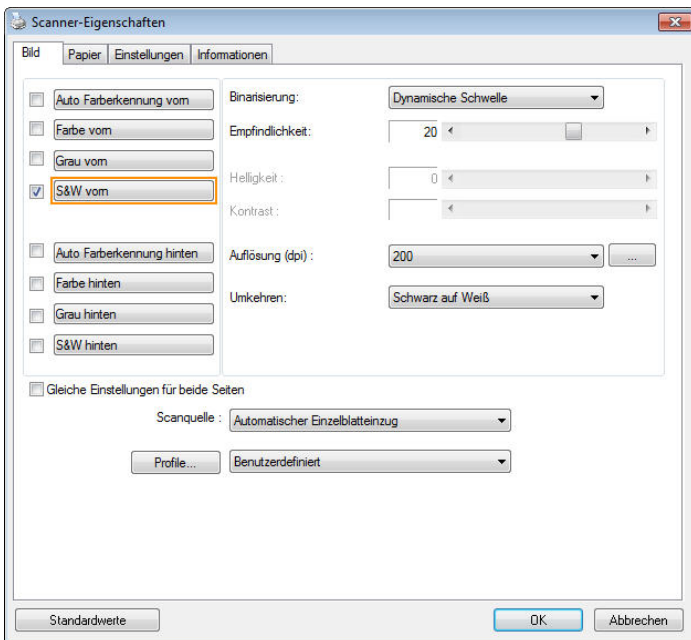 Scanner-Eigenschaften
Bild Papier Einstellungen Informationen
Auto Farberkennung vorn
Farbe vorn
Grau vorn
S&W vorn
Auto Farberkennung hinten
Farbe hinten
Grau hinten
S&W hinten
Binarisierung: Dynamische Schwelle
Empfindlichkeit: 20
Helligkeit : 0
Kontrast :
Auflösung (dpi) : 200 ...
Umkehren: Schwarz auf Weiß
Gleiche Einstellungen für beide Seiten
Scanquelle : Automatischer Einzelblatteinzug
Profile... Benutzerdefiniert
Standardwerte OK Abbrechen